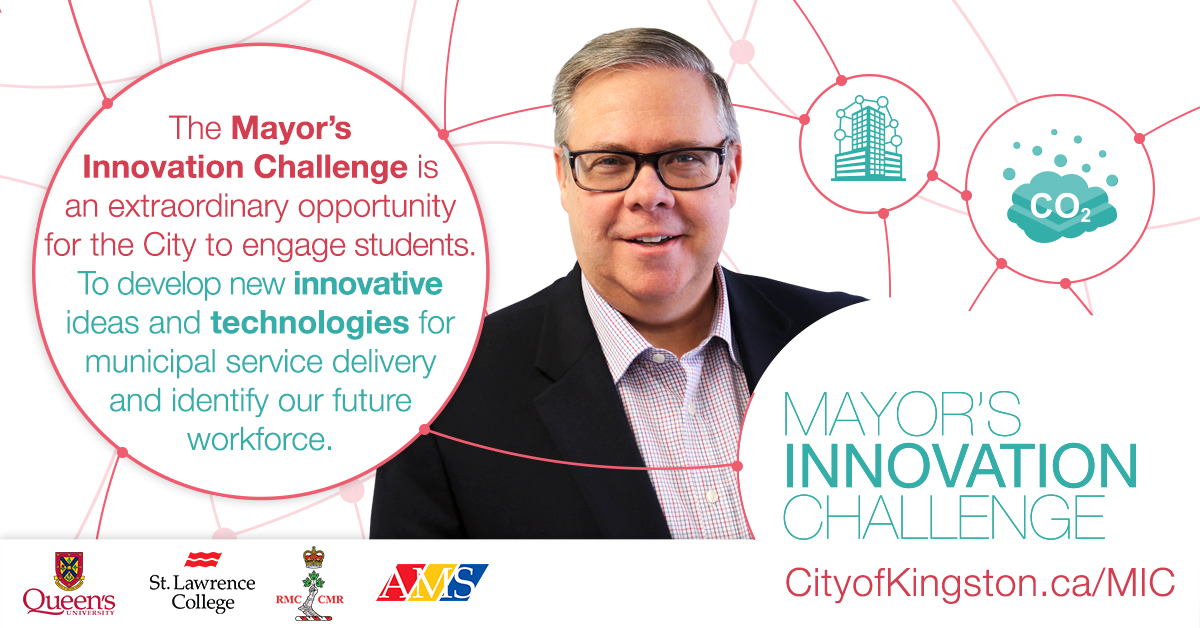 The Mayor's
Innovation Challenge is
an extraordinary opportunity
for the City to engage students.
To develop new innovative
ideas and technologies for
municipal service delivery
and identify our future
workforce.
CO2
MAYOR'S
INNOVATION
CHALLENGE
CityofKingston.ca/MIC
Queen's
UNIVERSITY
St. Lawrence
College
RMC CMR
AMS